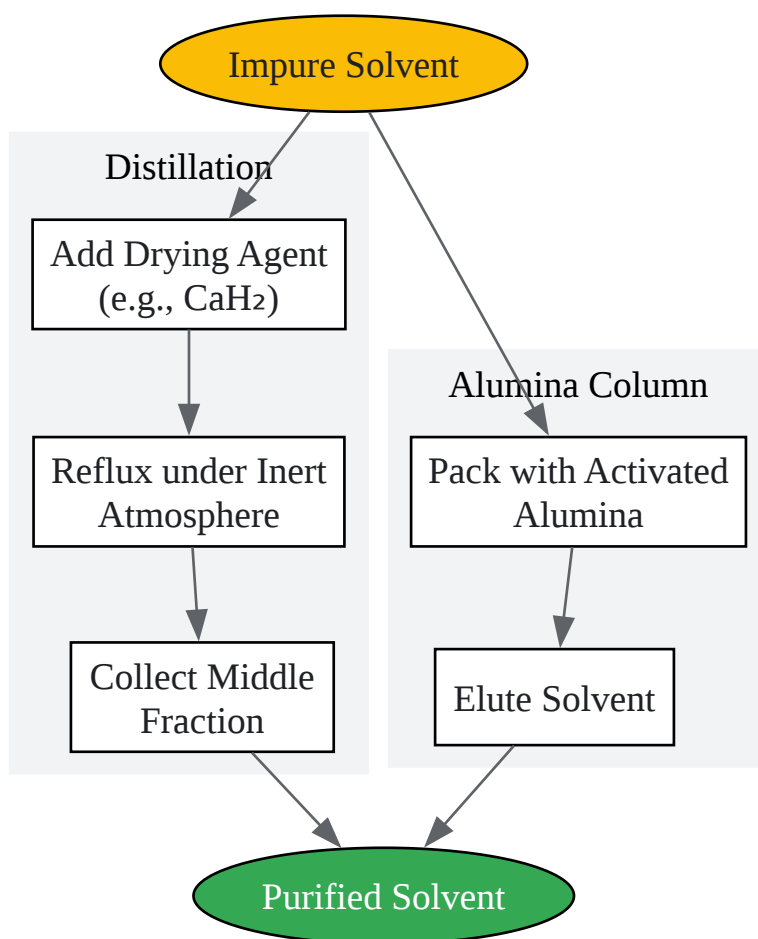 Impure Solvent
Distillation
Add Drying Agent
(e.g., CaH₂)
Reflux under Inert
Atmosphere
Collect Middle
Fraction
Alumina Column
Pack with Activated
Alumina
Elute Solvent
Purified Solvent